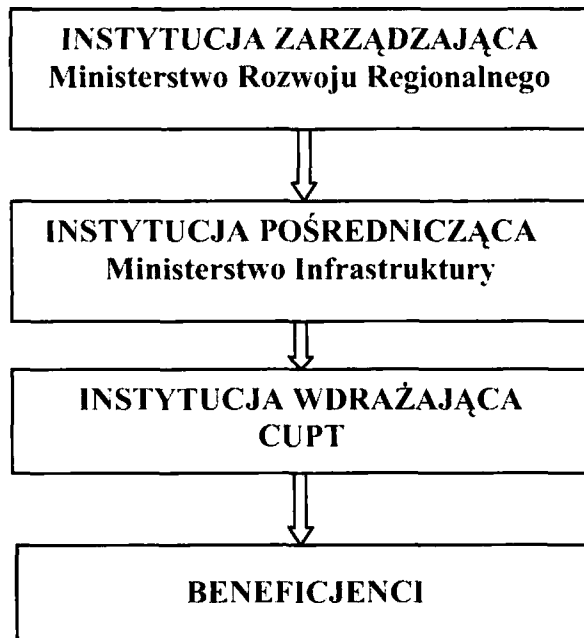 INSTYTUCJA ZARZĄDZAJĄCA
Ministerstwo Rozwoju Regionalnego
INSTYTUCJA POŚREDNICZĄCA
Ministerstwo Infrastruktury
INSTYTUCJA WDRAŻAJĄCA
CUPT
BENEFICJENCI